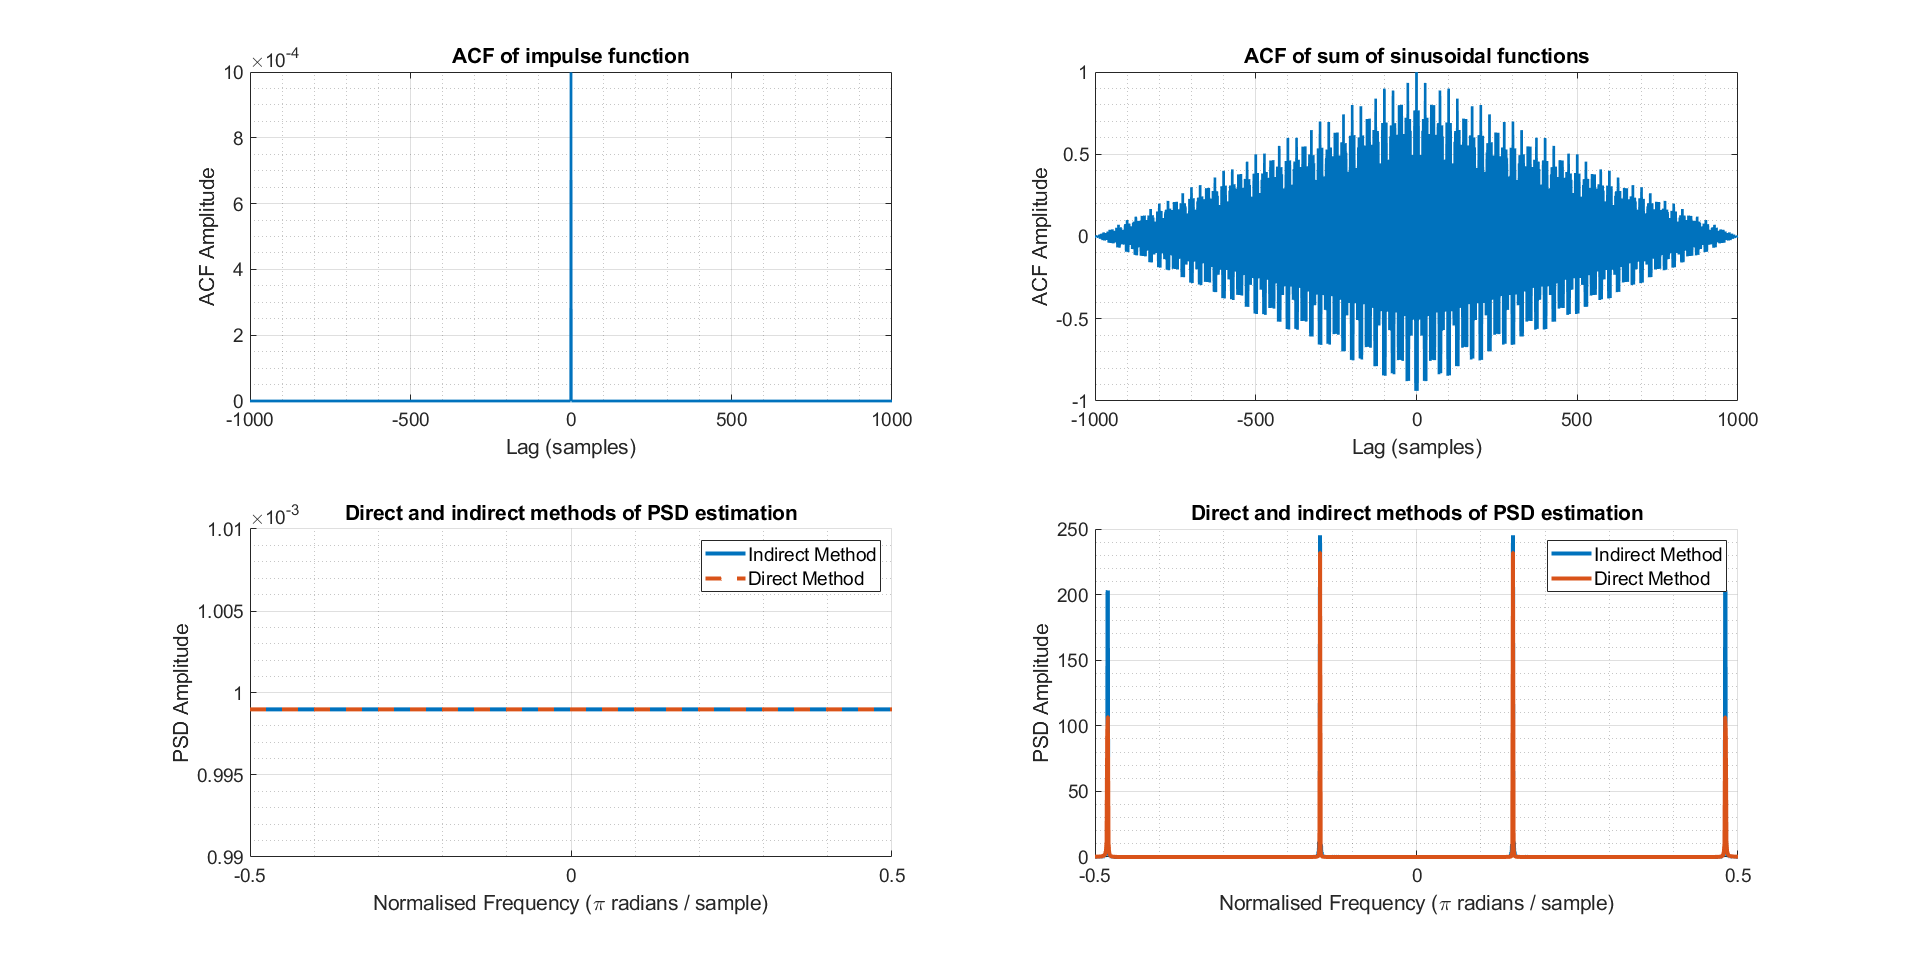 ACF of impulse function
×10-4
10
8
6
4
2
0
-1000
-500
0
500
1000
ACF Amplitude
Lag (samples)
ACF of sum of sinusoidal functions
1
0.5
0
-0.5
-1
-1000
-500
0
500
1000
ACF Amplitude
Lag (samples)
Direct and indirect methods of PSD estimation
×10-3
1.01
1.005
1
0.995
0.99
-0.5
0
0.5
PSD Amplitude
Normalised Frequency (π radians / sample)
Indirect Method
Direct Method
Direct and indirect methods of PSD estimation
250
200
150
100
50
0
-0.5
0
0.5
PSD Amplitude
Normalised Frequency (π radians / sample)
Indirect Method
Direct Method